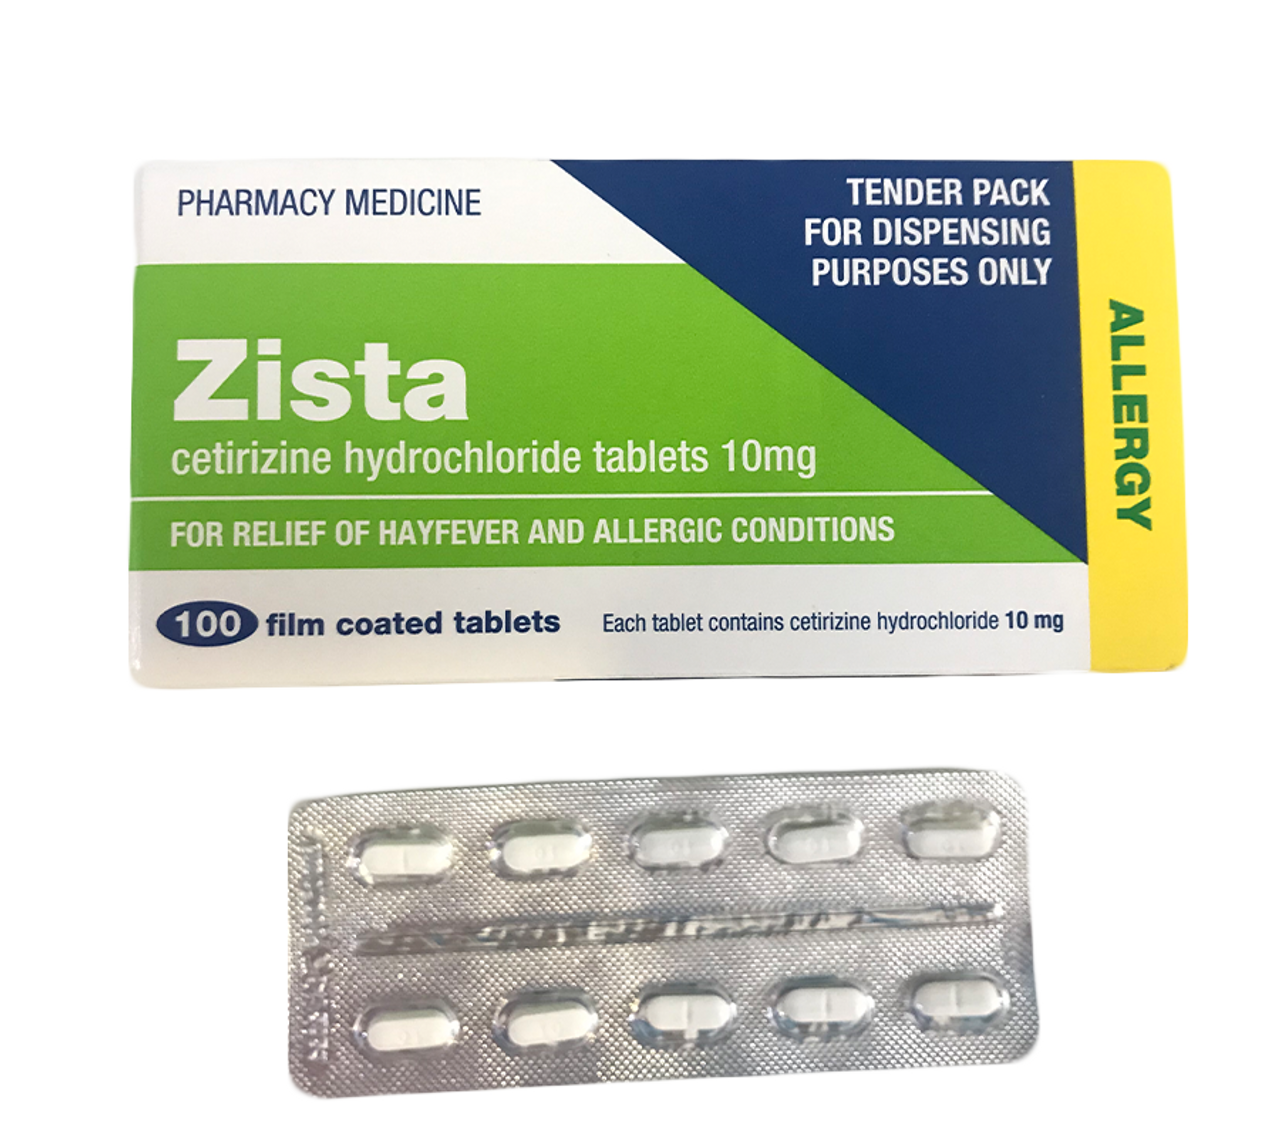 PHARMACY MEDICINE
TENDER PACK
FOR DISPENSING
PURPOSES ONLY
Zista
cetirizine hydrochloride tablets 10mg
FOR RELIEF OF HAYFEVER AND ALLERGIC CONDITIONS
100 film coated tablets
Each tablet contains cetirizine hydrochloride 10 mg
ALLERGY